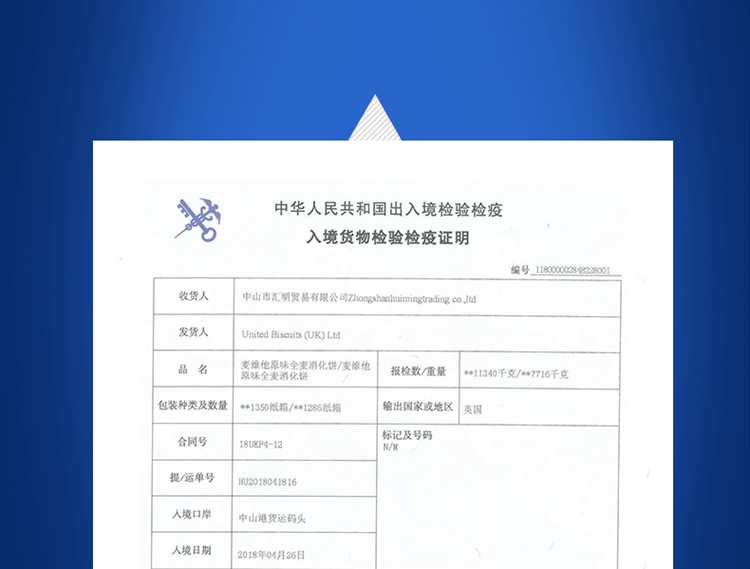 中华人民共和国出入境检验检疫
入境货物检验检疫证明
编号 118000002848228001
收货人 中山市汇明贸易有限公司Zhongshanhuimingtrading co,ltd
发货人 United Biscuits (UK) Ltd
品 名 麦维他原味全麦消化饼/麦维他
原味全麦消化饼
报检数/重量 **11340千克/**7716千克
包装种类及数量 **1350纸箱/**1286纸箱 输出国家或地区 英国
合同号 18UKP4-12
标记及号码
N/M
提/运单号 HU2018041816
入境口岸 中山港货运码头
入境日期 2018年04月26日